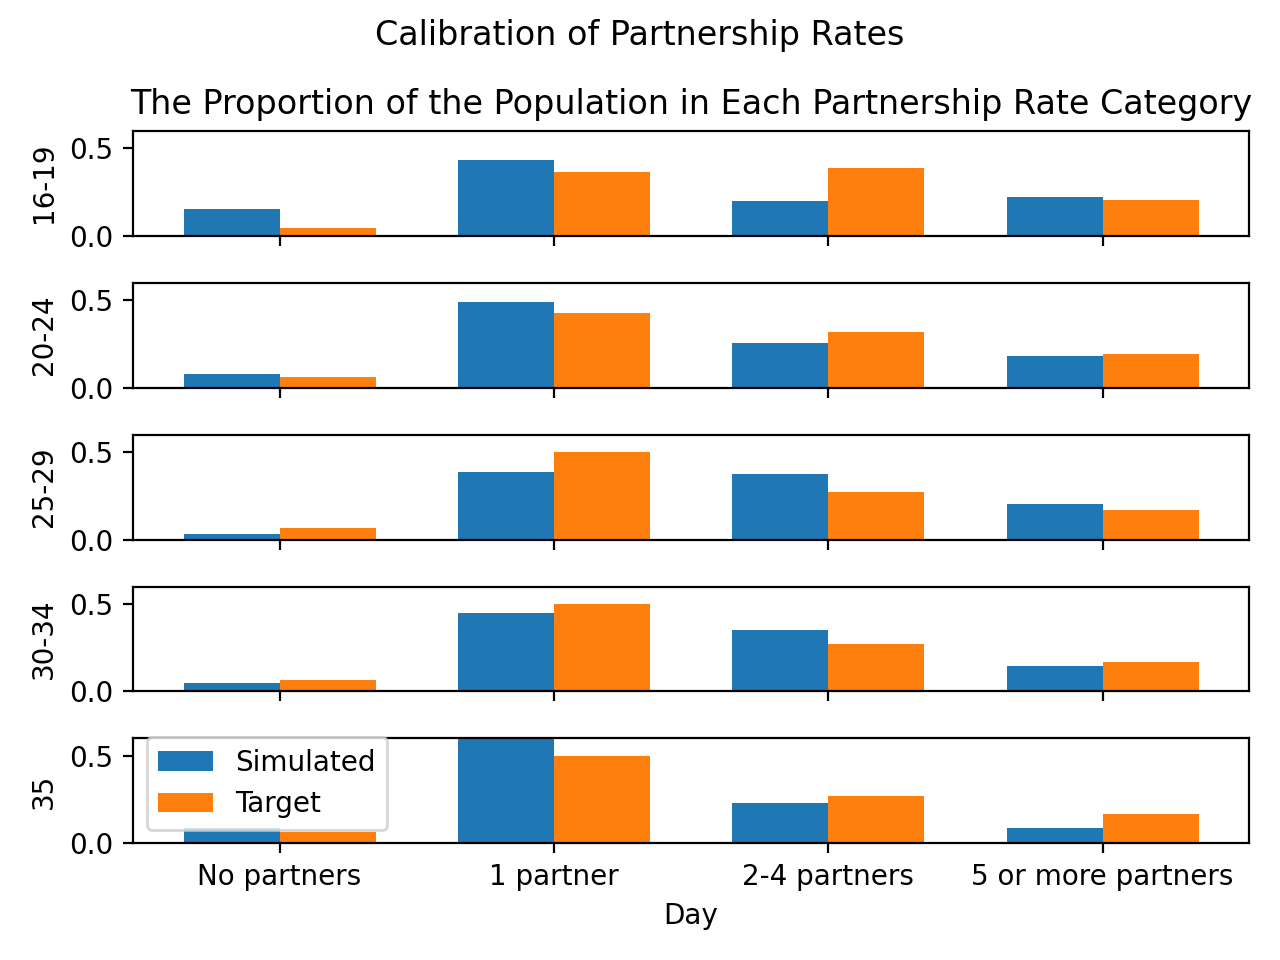 Calibration of Partnership Rates
The Proportion of the Population in Each Partnership Rate Category
16-19
0.5
0.0
20-24
0.5
0.0
25-29
0.5
0.0
30-34
0.5
0.0
35
0.5
0.0
Simulated
Target
No partners
1 partner
2-4 partners
5 or more partners
Day